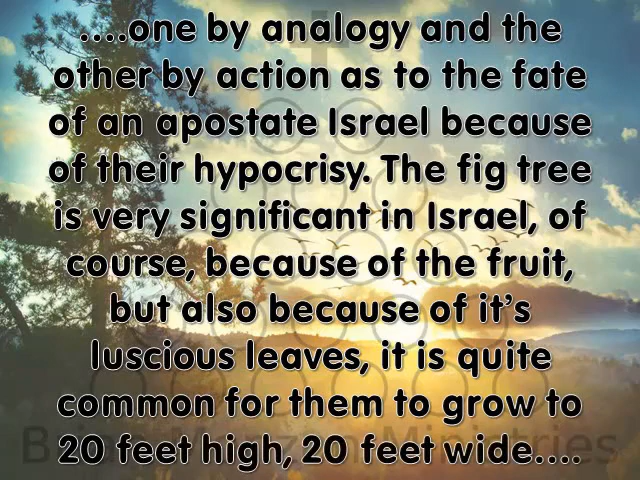 ....one by analogy and the
other by action as to the fate
of an apostate Israel because
of their hypocrisy. The fig tree
is very significant in Israel, of
course, because of the fruit,
but also because of it's
luscious leaves, it is quite
common for them to grow to
20 feet high, 20 feet wide....
Ministries